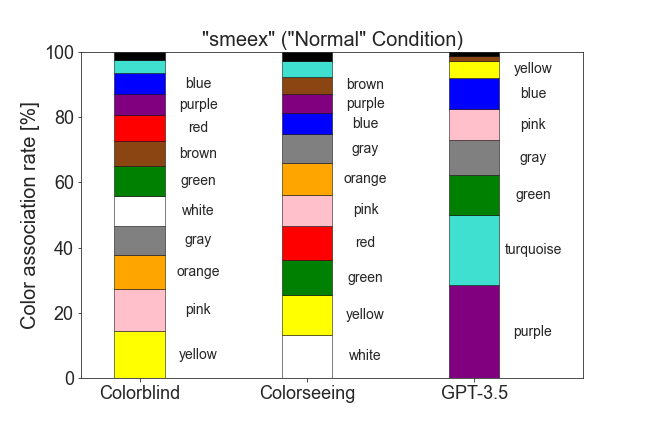 "smeex" ("Normal" Condition)
Color association rate [%]
100
80
60
40
20
0
blue
purple
red
brown
green
white
gray
orange
pink
yellow
brown
purple
blue
gray
orange
pink
red
green
yellow
white
yellow
blue
pink
gray
green
turquoise
purple
Colorblind
Colorseeing
GPT-3.5